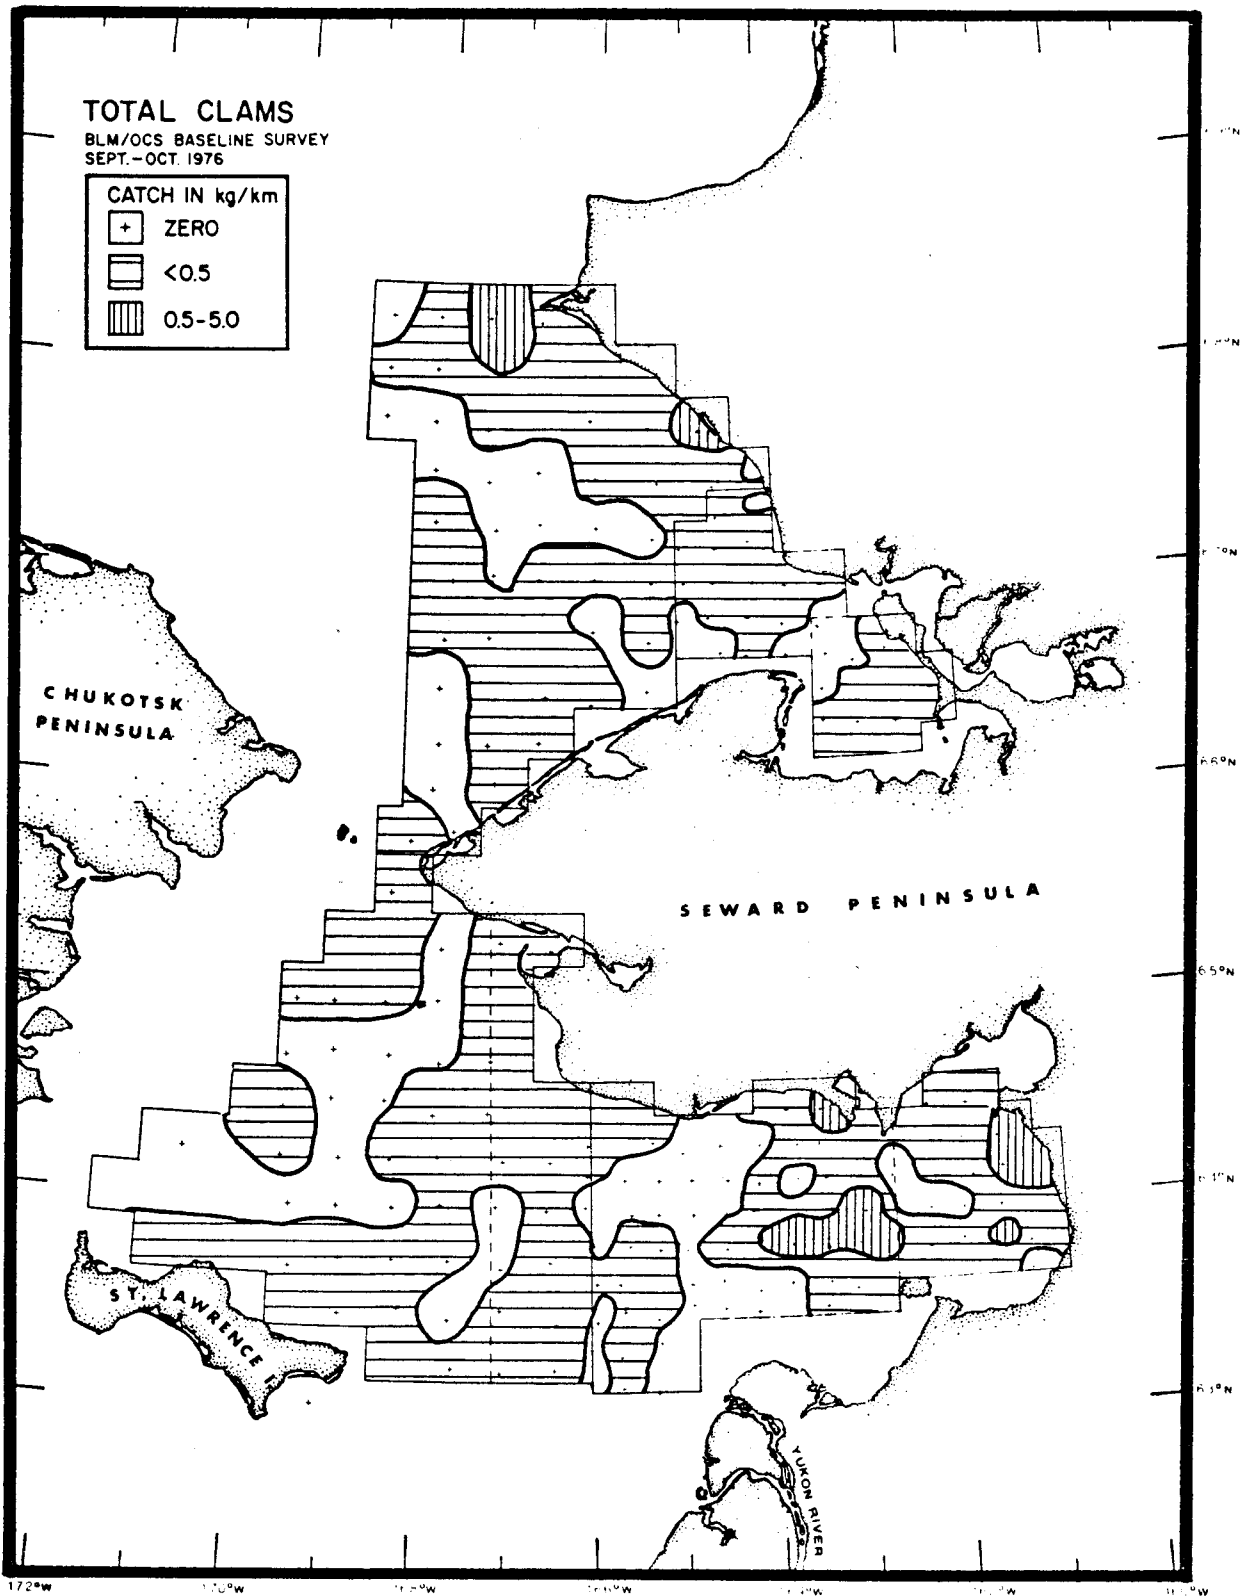 TOTAL CLAMS
BLM/OCS BASELINE SURVEY
SEPT.-OCT. 1976
CATCH IN kg/km
+ ZERO
<0.5
0.5-5.0
CHUKOTSK
PENINSULA
66°N
SEWARD PENINSULA
65°N
ST. LAWRENCE I
63°N
YUKON RIVER
172°W